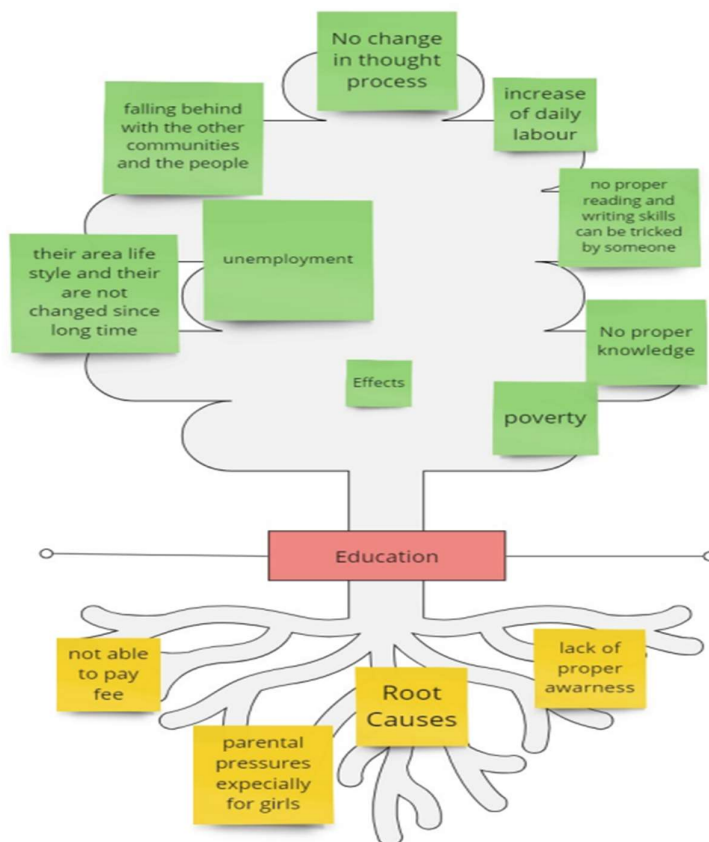 No change
in thought
process
falling behind
with the other
communities
and the people
increase
of daily
labour
no proper
reading and
writing skills
can be tricked
by someone
their area life
style and their
are not
changed since
long time
unemployment
No proper
knowledge
Effects
poverty
Education
not able
to pay
fee
Root
Causes
lack of
proper
awarness
parental
pressures
expecially
for girls